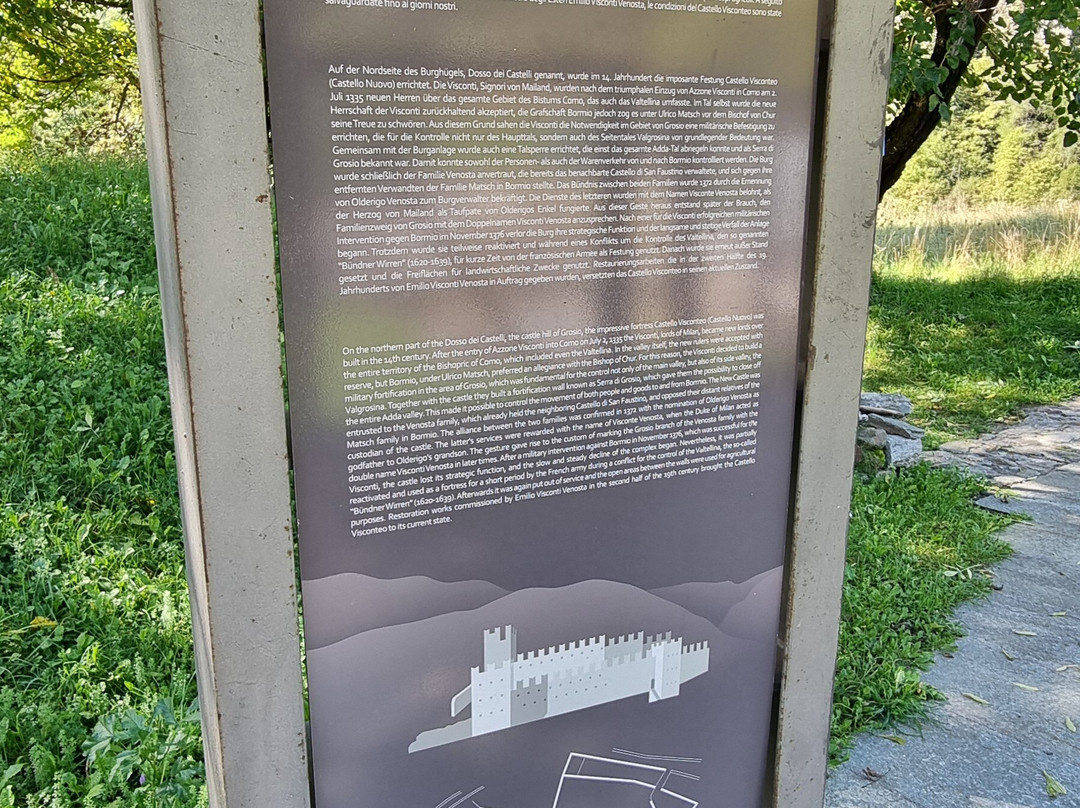 degli Esteri Emilio Visconti Venosta, le condizioni del Castello Visconteo sono state
salvaguardate fino ai giorni nostri.
Auf der Nordseite des Burghügels, Dosso dei Castelli genannt, wurde im 14. Jahrhundert die imposante Festung Castello Visconteo
(Castello Nuovo) errichtet. Die Visconti, Signori von Mailand, wurden nach dem triumphalen Einzug von Azzone Visconti in Como am 2.
Juli 1335 neuen Herren über das gesamte Gebiet des Bistums Como, das auch das Valtellina umfasste. Im Tal selbst wurde die neue
Herrschaft der Visconti zurückhaltend akzeptiert, die Grafschaft Bormio jedoch zog es unter Ulrico Matsch vor dem Bischof von Chur
seine Treue zu schwören. Aus diesem Grund sahen die Visconti die Notwendigkeit im Gebiet von Grosio eine militärische Befestigung zu
errichten, die für die Kontrolle nicht nur des Haupttals, sondern auch des Seitentales Valgrosina von grundlegender Bedeutung war.
Gemeinsam mit der Burganlage wurde auch eine Talsperre errichtet, die einst das gesamte Adda-Tal abriegeln konnte und als Serra di
Grosio bekannt war. Damit konnte sowohl der Personen- als auch der Warenverkehr von und nach Bormio kontrolliert werden. Die Burg
wurde schließlich der Familie Venosta anvertraut, die bereits das benachbarte Castello di San Faustino verwaltete, und sich gegen ihre
entfernten Verwandten der Familie Matsch in Bormio stellte. Das Bündnis zwischen beiden Familien wurde 1372 durch die Ernennung
von Olderigo Venosta zum Burgverwalter bekräftigt. Die Dienste des letzteren wurden mit dem Namen Visconte Venosta belohnt, als
der Herzog von Mailand als Taufpate von Olderigos Enkel fungierte. Aus dieser Geste heraus entstand später der Brauch, den
Familienzweig von Grosio mit dem Doppelnamen Visconti Venosta anzusprechen. Nach einer für die Visconti erfolgreichen militärischen
Intervention gegen Bormio im November 1376 verlor die Burg ihre strategische Funktion und der langsame und stetige Verfall der Anlage
begann. Trotzdem wurde sie teilweise reaktiviert und während eines Konflikts um die Kontrolle des Valtellina, den so genannten
"Bündner Wirren" (1620-1639), für kurze Zeit von der französischen Armee als Festung genutzt. Danach wurde sie erneut außer Stand
gesetzt und die Freiflächen für landwirtschaftliche Zwecke genutzt. Restaurierungsarbeiten die in der zweiten Hälfte des 19.
Jahrhunderts von Emilio Visconti Venosta in Auftrag gegeben wurden, versetzten das Castello Visconteo in seinen aktuellen Zustand.
On the northern part of the Dosso dei Castelli, the castle hill of Grosio, the impressive fortress Castello Visconteo (Castello Nuovo) was
built in the 14th century. After the entry of Azzone Visconti into Como on July 2, 1335 the Visconti, lords of Milan, became new lords over
the entire territory of the Bishopric of Como, which included even the Valtellina. In the valley itself, the new rulers were accepted with
reserve, but Bormio, under Ulrico Matsch, preferred an allegiance with the Bishop of Chur. For this reason, the Visconti decided to build a
military fortification in the area of Grosio, which was fundamental for the control not only of the main valley, but also of its side valley, the
Valgrosina. Together with the castle they built a fortification wall known as Serra di Grosio, which gave them the possibility to close off
the entire Adda valley. This made it possible to control the movement of both people and goods to and from Bormio. The New Castle was
entrusted to the Venosta family, which already held the neighboring Castello di San Faustino, and opposed their distant relatives of the
Matsch family in Bormio. The alliance between the two families was confirmed in 1372 with the nomination of Olderigo Venosta as
custodian of the castle. The latter's services were rewarded with the name of Visconte Venosta, when the Duke of Milan acted as
godfather to Olderigo's grandson. The gesture gave rise to the custom of marking the Grosio branch of the Venosta family with the
double name Visconti Venosta in later times. After a military intervention against Bormio in November 1376, which was successful for the
Visconti, the castle lost its strategic function, and the slow and steady decline of the complex began. Nevertheless, it was partially
reactivated and used as a fortress for a short period by the French army during a conflict for the control of the Valtellina, the so-called
"Bündner Wirren" (1620-1639). Afterwards it was again put out of service and the open areas between the walls were used for agricultural
purposes. Restoration works commissioned by Emilio Visconti Venosta in the second half of the 19th century brought the Castello
Visconteo to its current state.